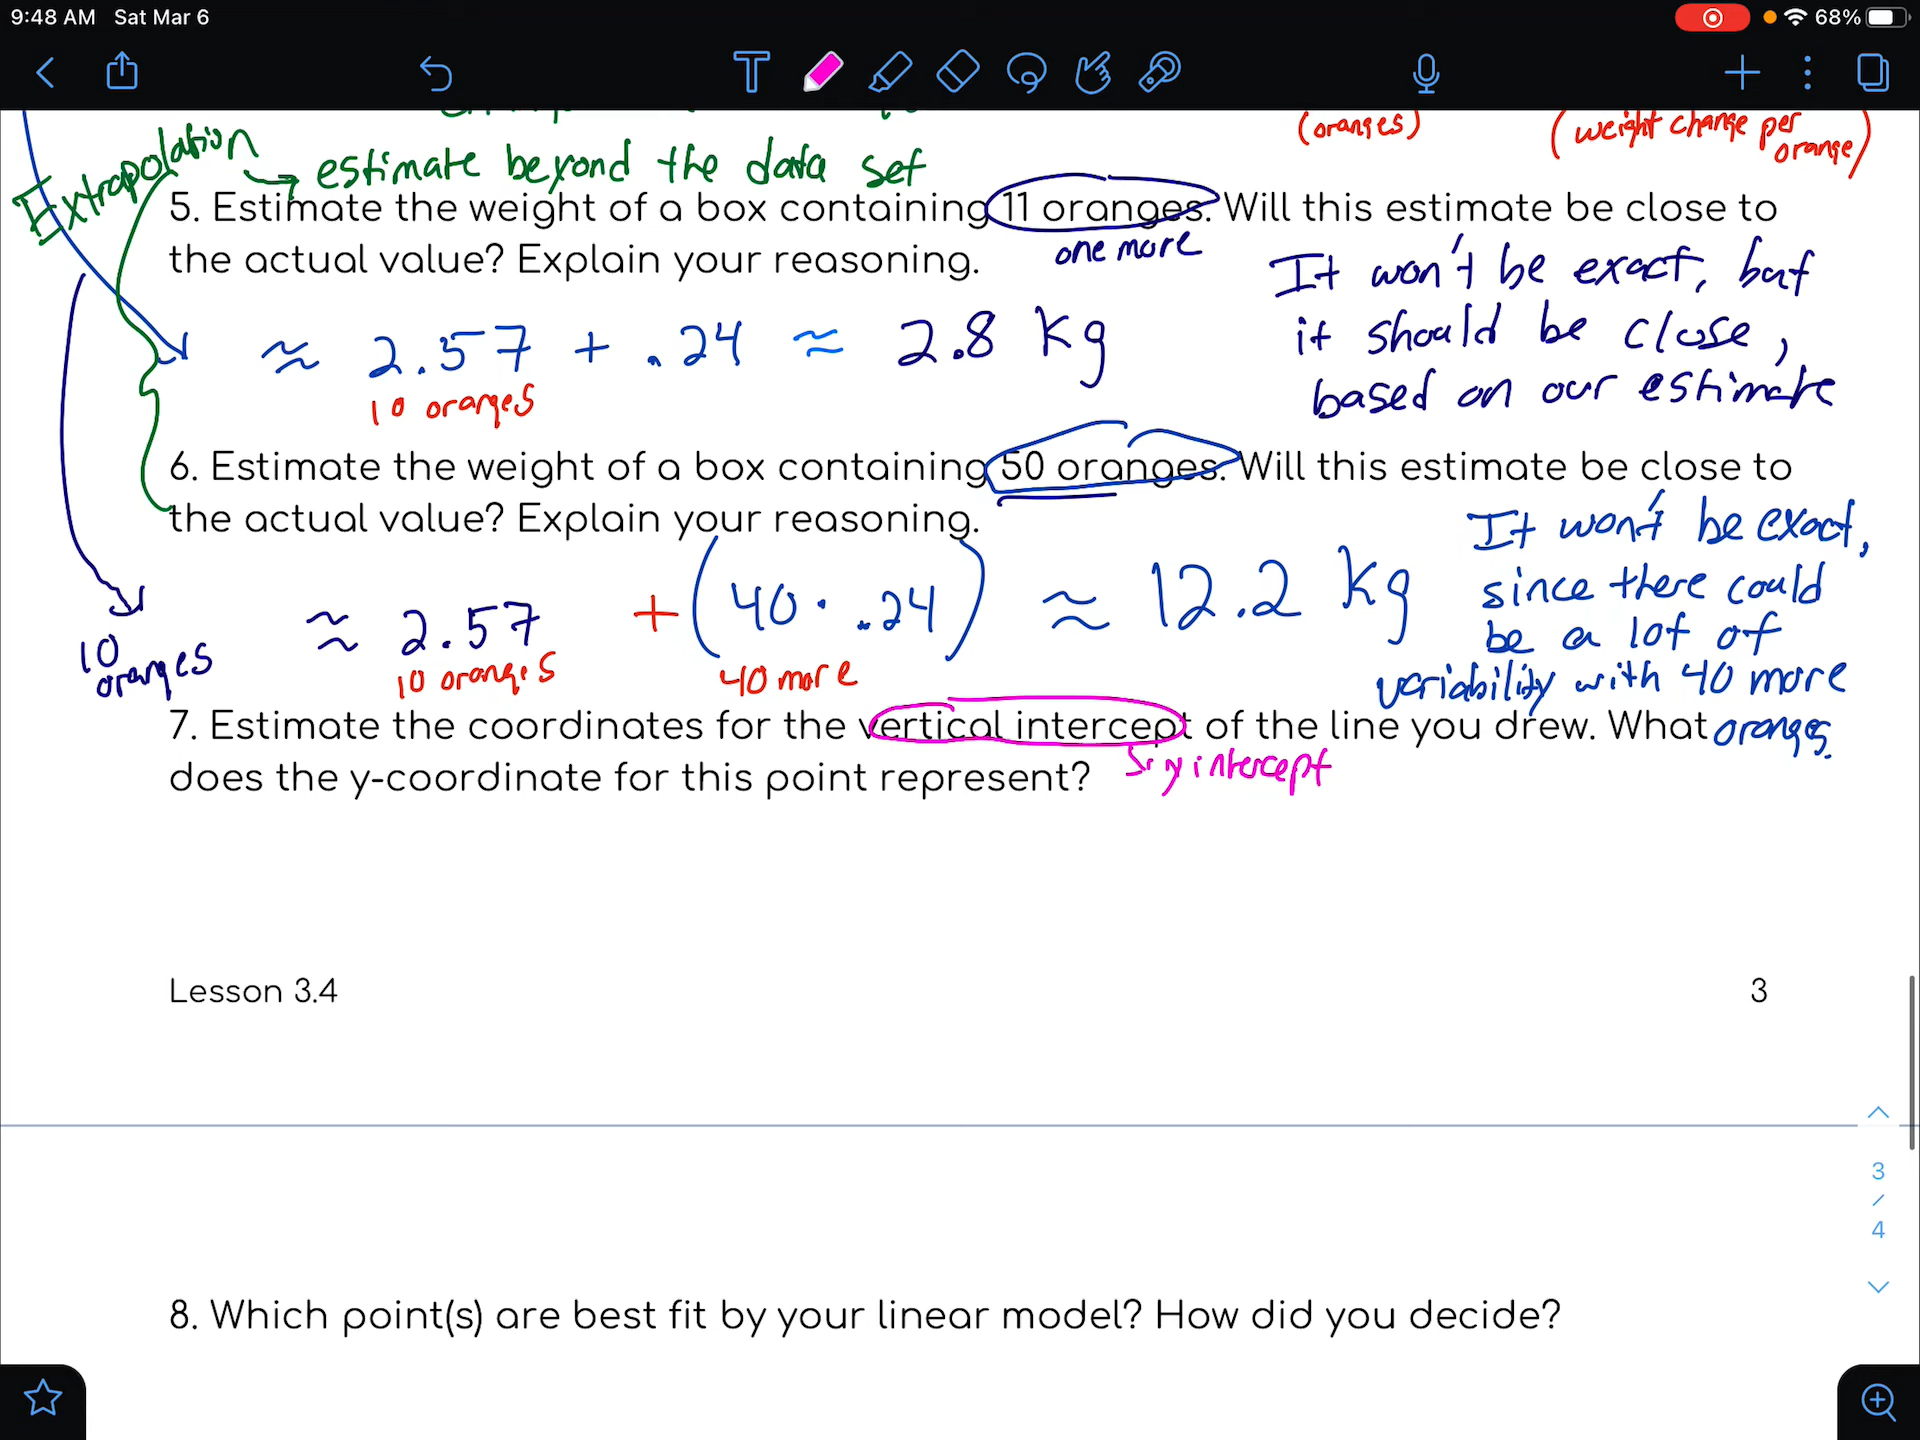 9:48 AM Sat Mar 6
68%
(oranges)
(weight change per
orange)
Extrapolation
estimate beyond the data set
5. Estimate the weight of a box containing 11 oranges. Will this estimate be close to
the actual value? Explain your reasoning.
one more
It won't be exact, but
it should be close,
based on our estimate
≈ 2.57 + .24 ≈ 2.8 kg
10 oranges
6. Estimate the weight of a box containing 50 oranges. Will this estimate be close to
the actual value? Explain your reasoning.
It won't be exact,
since there could
be a lot of
variability with 40 more
oranges.
10
oranges
≈ 2.57 + (40 · .24) ≈ 12.2 kg
10 oranges
40 more
7. Estimate the coordinates for the vertical intercept of the line you drew. What
does the y-coordinate for this point represent?
y intercept
Lesson 3.4
3
3
/
4
8. Which point(s) are best fit by your linear model? How did you decide?